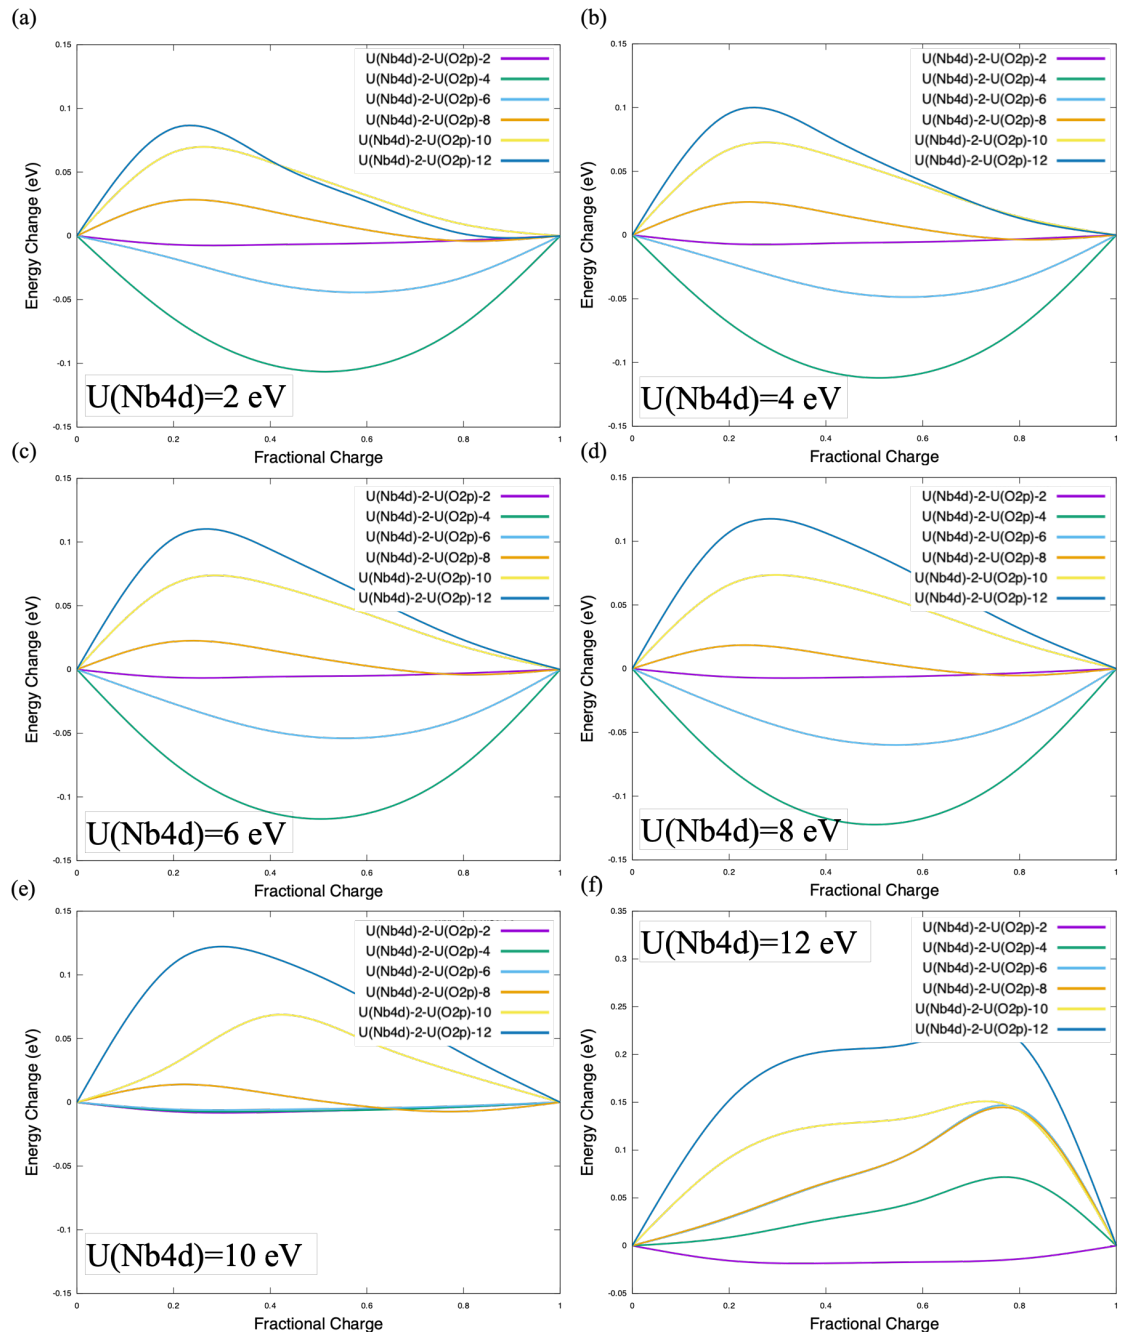 (a)
0.15
0.1
0.05
0
-0.05
-0.1
-0.15
Energy Change (eV)
U(Nb4d)-2-U(O2p)-2
U(Nb4d)-2-U(O2p)-4
U(Nb4d)-2-U(O2p)-6
U(Nb4d)-2-U(O2p)-8
U(Nb4d)-2-U(O2p)-10
U(Nb4d)-2-U(O2p)-12
U(Nb4d)=2 eV
0 0.2 0.4 0.6 0.8 1
Fractional Charge
(b)
0.15
0.1
0.05
0
-0.05
-0.1
-0.15
Energy Change (eV)
U(Nb4d)-2-U(O2p)-2
U(Nb4d)-2-U(O2p)-4
U(Nb4d)-2-U(O2p)-6
U(Nb4d)-2-U(O2p)-8
U(Nb4d)-2-U(O2p)-10
U(Nb4d)-2-U(O2p)-12
U(Nb4d)=4 eV
0 0.2 0.4 0.6 0.8 1
Fractional Charge
(c)
0.15
0.1
0.05
0
-0.05
-0.1
-0.15
Energy Change (eV)
U(Nb4d)-2-U(O2p)-2
U(Nb4d)-2-U(O2p)-4
U(Nb4d)-2-U(O2p)-6
U(Nb4d)-2-U(O2p)-8
U(Nb4d)-2-U(O2p)-10
U(Nb4d)-2-U(O2p)-12
U(Nb4d)=6 eV
0 0.2 0.4 0.6 0.8 1
Fractional Charge
(d)
0.15
0.1
0.05
0
-0.05
-0.1
-0.15
Energy Change (eV)
U(Nb4d)-2-U(O2p)-2
U(Nb4d)-2-U(O2p)-4
U(Nb4d)-2-U(O2p)-6
U(Nb4d)-2-U(O2p)-8
U(Nb4d)-2-U(O2p)-10
U(Nb4d)-2-U(O2p)-12
U(Nb4d)=8 eV
0 0.2 0.4 0.6 0.8 1
Fractional Charge
(e)
0.15
0.1
0.05
0
-0.05
-0.1
-0.15
Energy Change (eV)
U(Nb4d)-2-U(O2p)-2
U(Nb4d)-2-U(O2p)-4
U(Nb4d)-2-U(O2p)-6
U(Nb4d)-2-U(O2p)-8
U(Nb4d)-2-U(O2p)-10
U(Nb4d)-2-U(O2p)-12
U(Nb4d)=10 eV
0 0.2 0.4 0.6 0.8 1
Fractional Charge
(f)
0.35
0.3
0.25
0.2
0.15
0.1
0.05
0
-0.05
Energy Change (eV)
U(Nb4d)=12 eV
U(Nb4d)-2-U(O2p)-2
U(Nb4d)-2-U(O2p)-4
U(Nb4d)-2-U(O2p)-6
U(Nb4d)-2-U(O2p)-8
U(Nb4d)-2-U(O2p)-10
U(Nb4d)-2-U(O2p)-12
0 0.2 0.4 0.6 0.8 1
Fractional Charge